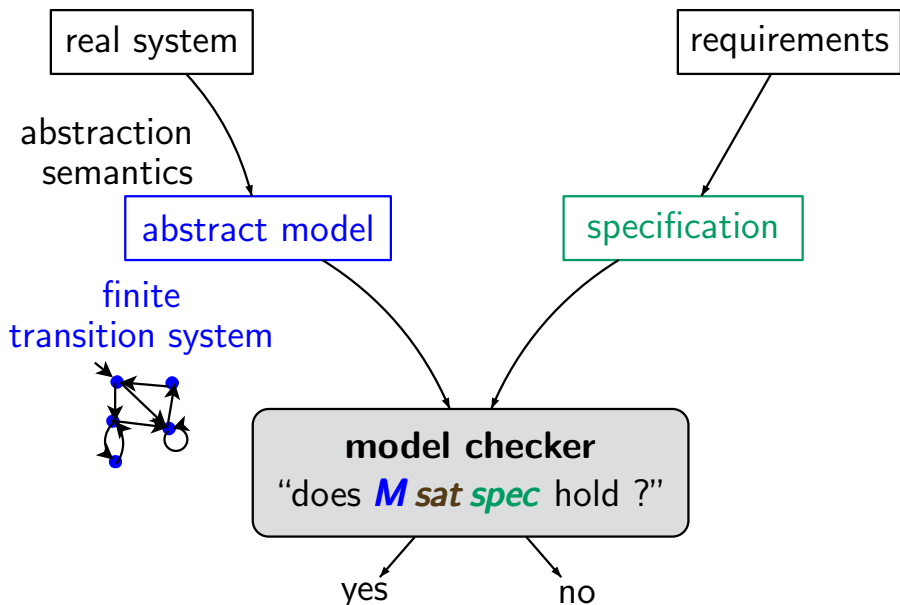 real system
requirements
abstraction
semantics
abstract model
specification
finite
transition system
model checker
“does M sat spec hold ?”
yes
no